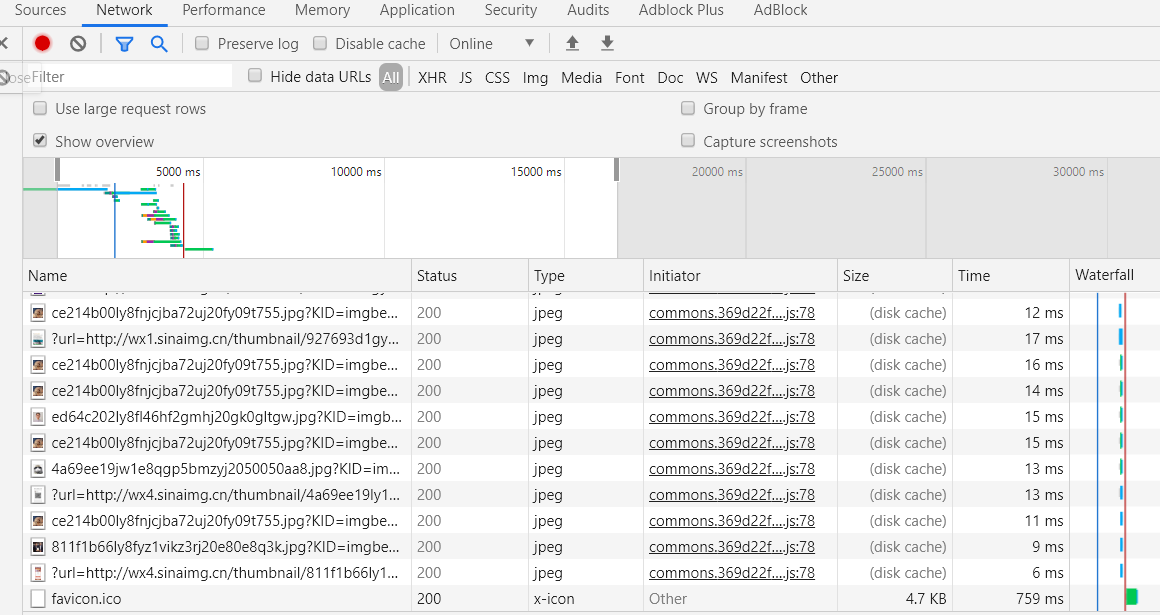 Sources Network Performance Memory Application Security Audits Adblock Plus AdBlock
Preserve log Disable cache Online
Filter Hide data URLs All XHR JS CSS Img Media Font Doc WS Manifest Other
Use large request rows Group by frame
Show overview Capture screenshots
5000 ms 10000 ms 15000 ms 20000 ms 25000 ms 30000 ms
Name Status Type Initiator Size Time Waterfall
ce214b00ly8fnjcjba72uj20fy09t755.jpg?KID=imgbe... 200 jpeg commons.369d22f....js:78 (disk cache) 12 ms
?url=http://wx1.sinaimg.cn/thumbnail/927693d1gy... 200 jpeg commons.369d22f....js:78 (disk cache) 17 ms
ce214b00ly8fnjcjba72uj20fy09t755.jpg?KID=imgbe... 200 jpeg commons.369d22f....js:78 (disk cache) 16 ms
ce214b00ly8fnjcjba72uj20fy09t755.jpg?KID=imgbe... 200 jpeg commons.369d22f....js:78 (disk cache) 14 ms
ed64c202ly8fl46hf2gmhj20gk0gltgw.jpg?KID=imgb... 200 jpeg commons.369d22f....js:78 (disk cache) 15 ms
ce214b00ly8fnjcjba72uj20fy09t755.jpg?KID=imgbe... 200 jpeg commons.369d22f....js:78 (disk cache) 15 ms
4a69ee19jw1e8qgp5bmzyj2050050aa8.jpg?KID=im... 200 jpeg commons.369d22f....js:78 (disk cache) 13 ms
?url=http://wx4.sinaimg.cn/thumbnail/4a69ee19ly1... 200 jpeg commons.369d22f....js:78 (disk cache) 13 ms
ce214b00ly8fnjcjba72uj20fy09t755.jpg?KID=imgbe... 200 jpeg commons.369d22f....js:78 (disk cache) 11 ms
811f1b66ly8fyz1vikz3rj20e80e8q3k.jpg?KID=imgbe... 200 jpeg commons.369d22f....js:78 (disk cache) 9 ms
?url=http://wx4.sinaimg.cn/thumbnail/811f1b66ly1... 200 jpeg commons.369d22f....js:78 (disk cache) 6 ms
favicon.ico 200 x-icon Other 4.7 KB 759 ms